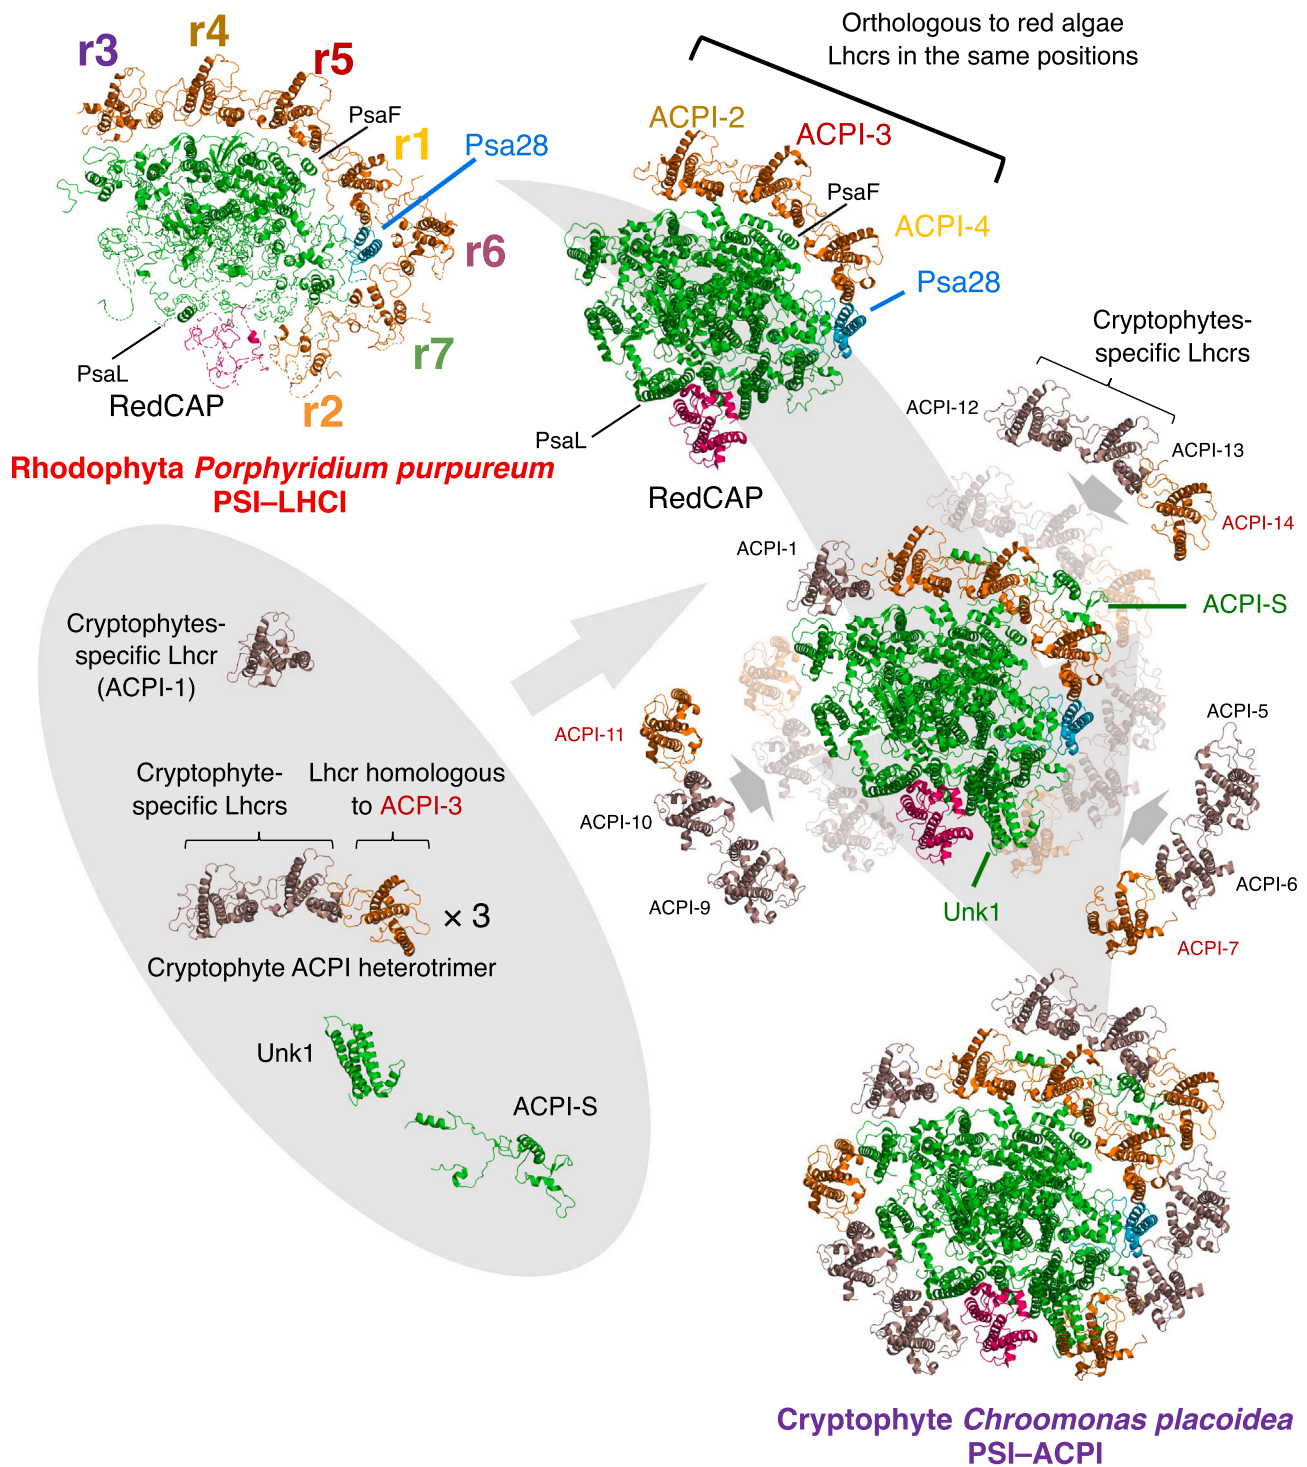 r3
r4
r5
PsaF
r1
Psa28
r6
r7
r2
PsaL
RedCAP
Rhodophyta Porphyridium purpureum
PSI–LHCI
Orthologous to red algae
Lhcrs in the same positions
ACPI-2
ACPI-3
PsaF
ACPI-4
Psa28
PsaL
RedCAP
Cryptophytes-
specific Lhcrs
ACPI-12
ACPI-13
ACPI-14
ACPI-1
ACPI-S
ACPI-11
ACPI-10
ACPI-9
ACPI-5
ACPI-6
ACPI-7
Unk1
Cryptophytes-
specific Lhcr
(ACPI-1)
Cryptophyte-
specific Lhcrs
Lhcr homologous
to ACPI-3
× 3
Cryptophyte ACPI heterotrimer
Unk1
ACPI-S
Cryptophyte Chroomonas placoidea
PSI–ACPI